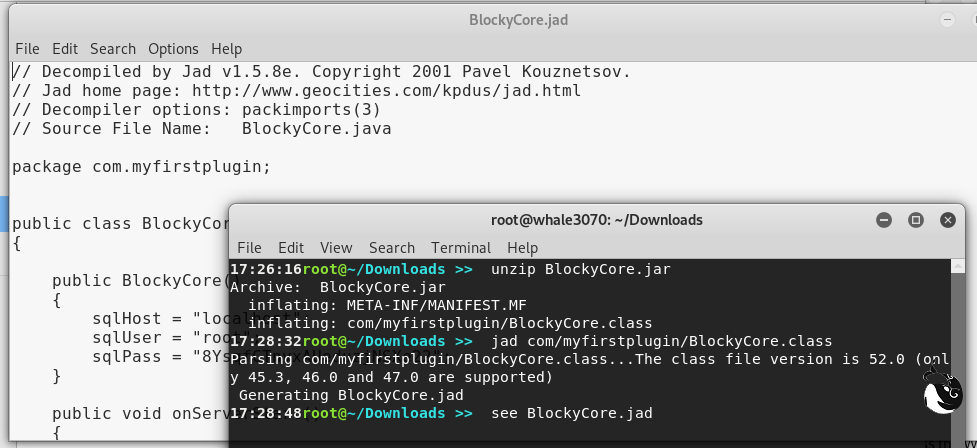 BlockyCore.jad
File Edit Search Options Help
// Decompiled by Jad v1.5.8e. Copyright 2001 Pavel Kouznetsov.
// Jad home page: http://www.geocities.com/kpdus/jad.html
// Decompiler options: packimports(3)
// Source File Name:   BlockyCore.java
package com.myfirstplugin;
public class BlockyCor
{
public BlockyCore(
{
sqlHost = "localhost"
sqlUser = "root"
sqlPass =
}
public void onServ
{
root@whale3070: ~/Downloads
File Edit View Search Terminal Help
17:26:16root@~/Downloads >>  unzip BlockyCore.jar
Archive:  BlockyCore.jar
inflating: META-INF/MANIFEST.MF
inflating: com/myfirstplugin/BlockyCore.class
17:28:32root@~/Downloads >>  jad com/myfirstplugin/BlockyCore.class
Parsing com/myfirstplugin/BlockyCore.class...The class file version is 52.0 (onl
y 45.3, 46.0 and 47.0 are supported)
Generating BlockyCore.jad
17:28:48root@~/Downloads >>  see BlockyCore.jad